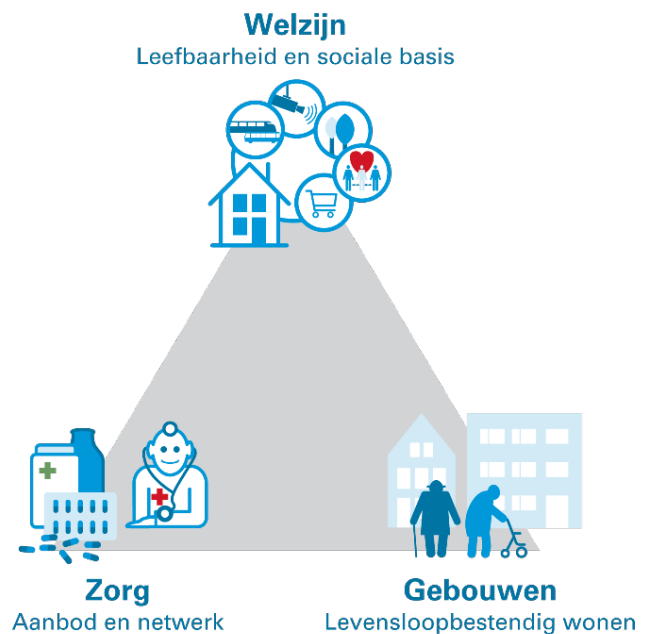 Welzijn
Leefbaarheid en sociale basis
Zorg
Aanbod en netwerk
Gebouwen
Levensloopbestendig wonen